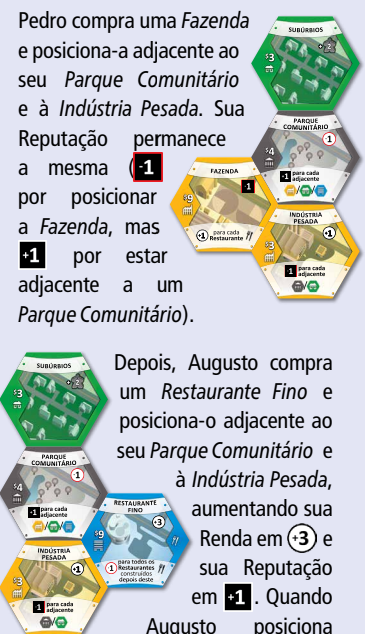 Pedro compra uma Fazenda
e posiciona-a adjacente ao
seu Parque Comunitário
e à Indústria Pesada. Sua
Reputação permanece
a mesma (-1
por posicionar
a Fazenda, mas
+1 por estar
adjacente a um
Parque Comunitário).
SUBÚRBIOS
+2
$3
PARQUE
COMUNITÁRIO
-1
$4
-1 para cada
adjacente
FAZENDA
-1
$9
+1 para cada
Restaurante
INDÚSTRIA
PESADA
+1
$3
-1 para cada
adjacente
Depois, Augusto compra
um Restaurante Fino e
posiciona-o adjacente ao
seu Parque Comunitário e
à Indústria Pesada,
aumentando sua
Renda em +3 e
sua Reputação
em +1. Quando
Augusto posiciona
SUBÚRBIOS
+2
$3
PARQUE
COMUNITÁRIO
-1
$4
-1 para cada
adjacente
RESTAURANTE
FINO
+3
$9
-1 para todos os
Restaurantes
construídos
depois deste
INDÚSTRIA
PESADA
+1
$3
-1 para cada
adjacente